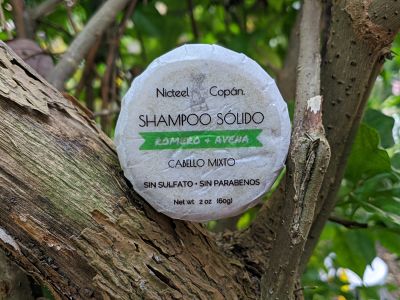 Nicteel Copán.
SHAMPOO SÓLIDO
ROMERO + AVENA
CABELLO MIXTO
SIN SULFATO • SIN PARABENOS
Net wt 2 oz (60g)